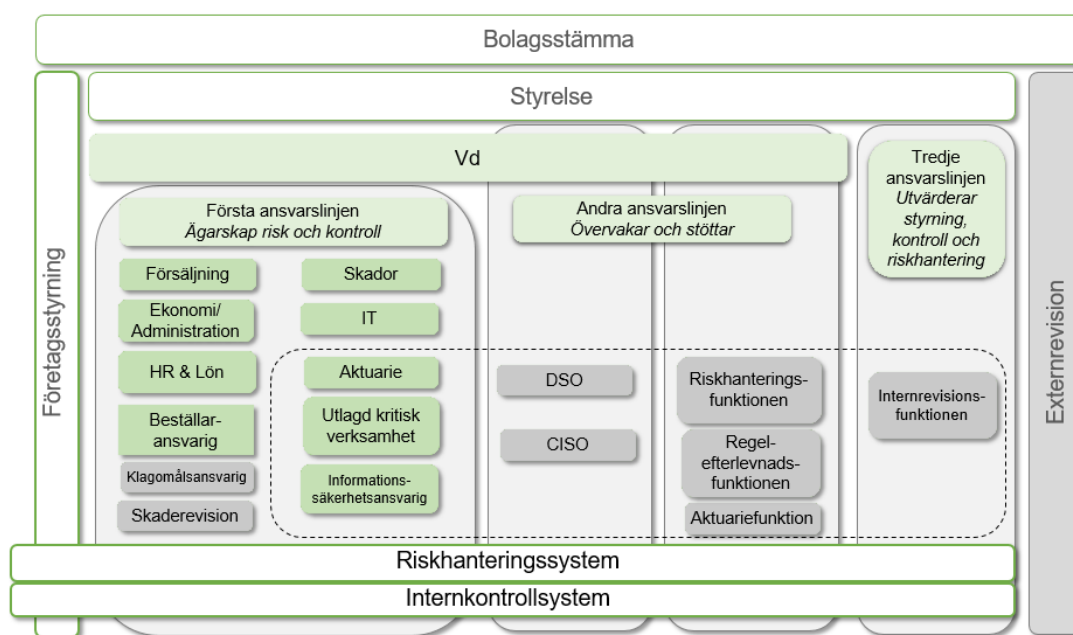 Bolagsstämma
Styrelse
Företagsstyrning
Externrevision
Vd
Första ansvarslinjen
Ägarskap risk och kontroll
Försäljning
Ekonomi/
Administration
HR & Lön
Beställar-
ansvarig
Klagomålsansvarig
Skaderevision
Skador
IT
Aktuarie
Utlagd kritisk
verksamhet
Informations-
säkerhetsansvarig
Andra ansvarslinjen
Övervakar och stöttar
DSO
CISO
Riskhanterings-
funktionen
Regel-
efterlevnads-
funktionen
Aktuariefunktion
Tredje
ansvarslinjen
Utvärderar
styrning,
kontroll och
riskhantering
Internrevisions-
funktionen
Riskhanteringssystem
Internkontrollsystem